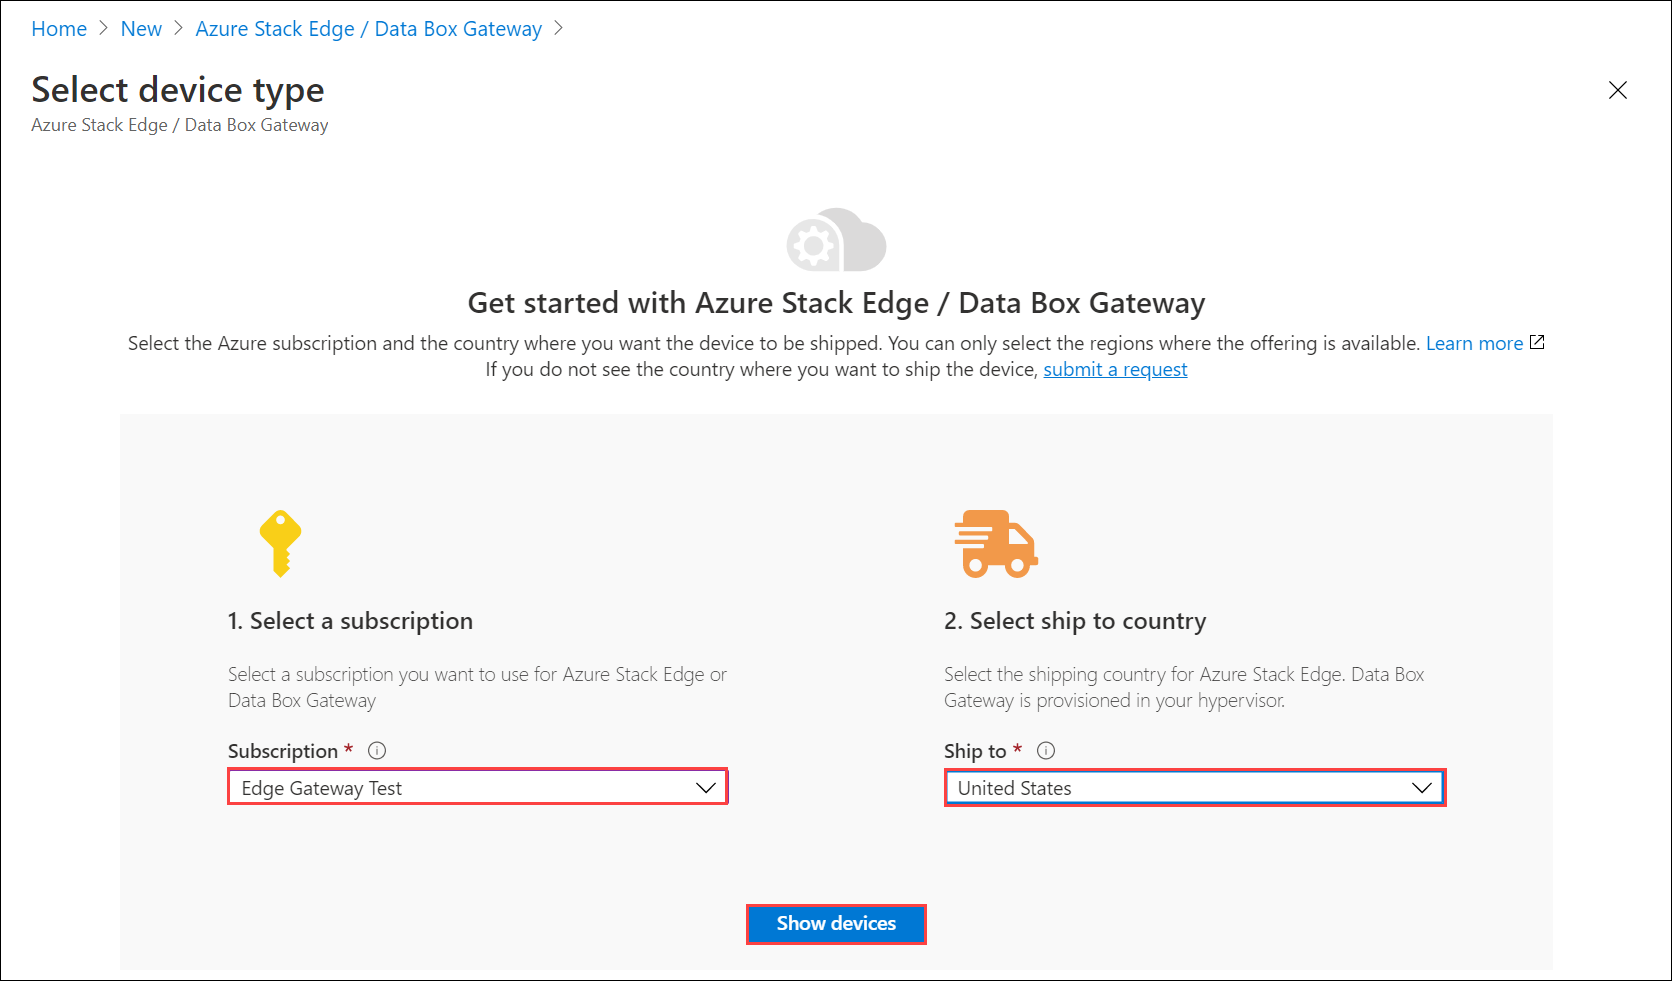 Home > New > Azure Stack Edge / Data Box Gateway >
Select device type
Azure Stack Edge / Data Box Gateway
Get started with Azure Stack Edge / Data Box Gateway
Select the Azure subscription and the country where you want the device to be shipped. You can only select the regions where the offering is available. Learn more
If you do not see the country where you want to ship the device, submit a request
1. Select a subscription
Select a subscription you want to use for Azure Stack Edge or
Data Box Gateway
Subscription *
Edge Gateway Test
2. Select ship to country
Select the shipping country for Azure Stack Edge. Data Box
Gateway is provisioned in your hypervisor.
Ship to *
United States
Show devices